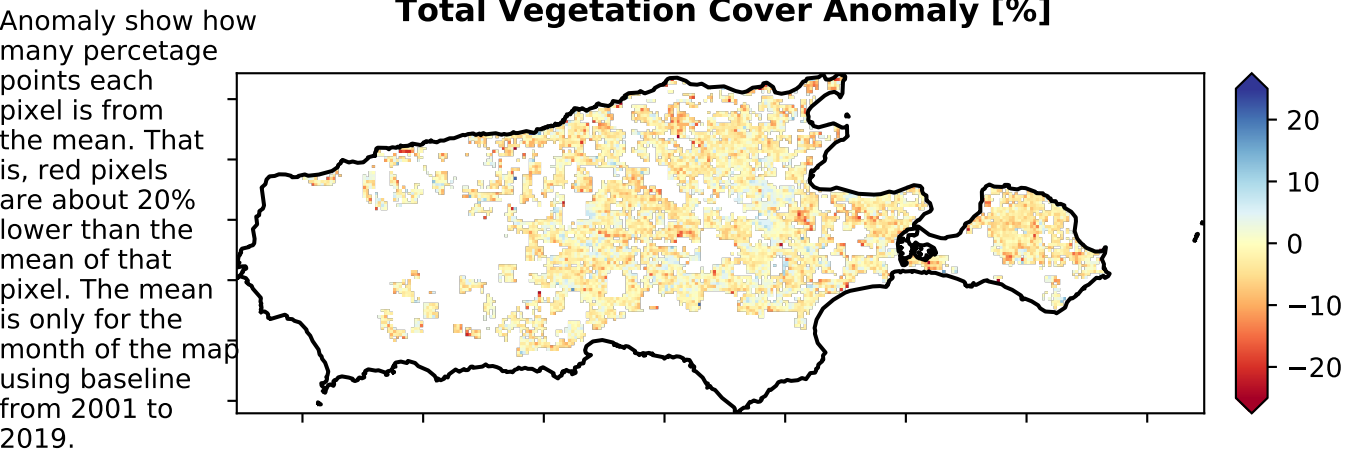 Total Vegetation Cover Anomaly [%]
Anomaly show how
many percetage
points each
pixel is from
the mean. That
is, red pixels
are about 20%
lower than the
mean of that
pixel. The mean
is only for the
month of the map
using baseline
from 2001 to
2019.
20
10
0
−10
−20